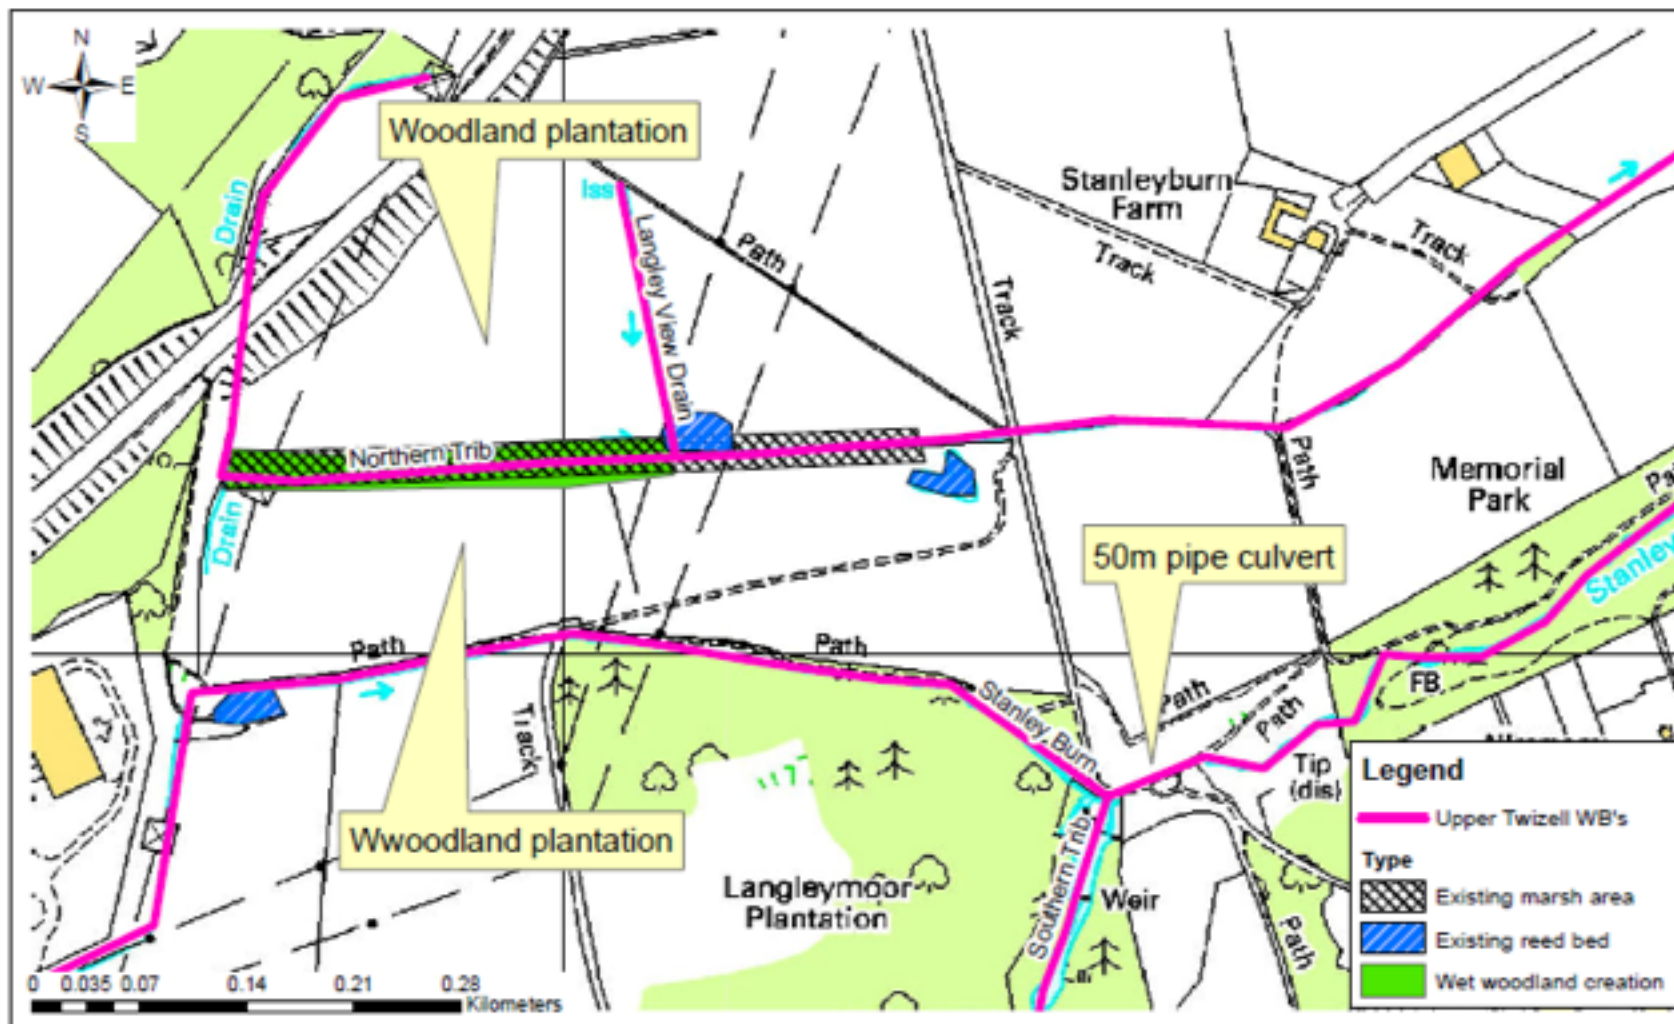 N
W E
S
Woodland plantation
Iss
Drain
Langley View Drain
Path
Stanleyburn
Farm
Track
Track
Track
Northern Trib
Drain
Path
Memorial
Park
50m pipe culvert
Stanley
Path
Path
Stanley Burn
Path
Path
FB
Track
Tip
(dis)
Wwoodland plantation
Langleymoor
Plantation
Southern Trib
Weir
Path
Legend
Upper Twizell WB's
Type
Existing marsh area
Existing reed bed
Wet woodland creation
0 0.035 0.07 0.14 0.21 0.28
Kilometers